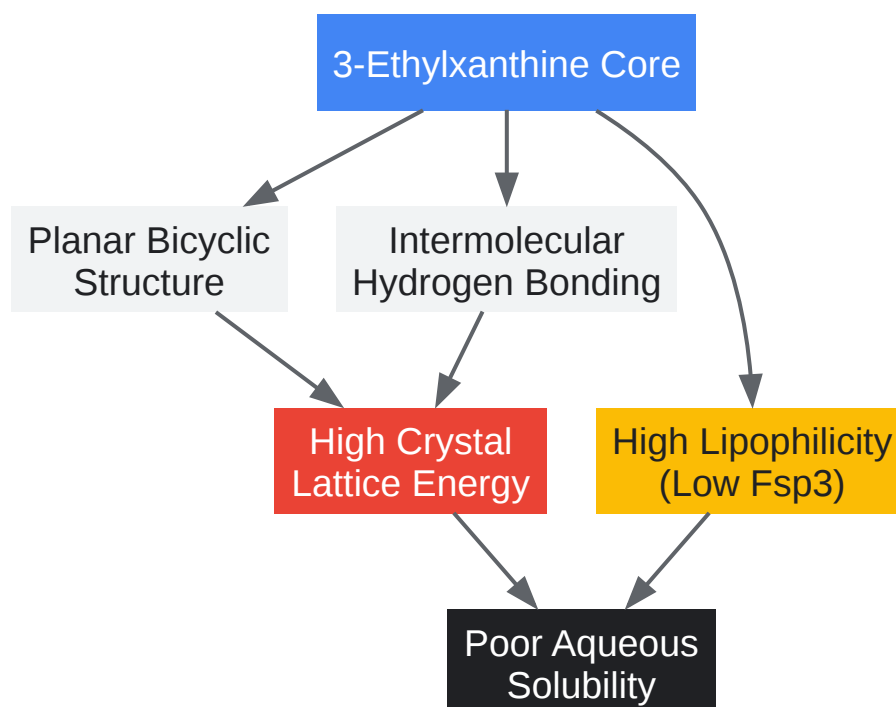 3-Ethylxanthine Core
Planar Bicyclic
Structure
Intermolecular
Hydrogen Bonding
High Crystal
Lattice Energy
High Lipophilicity
(Low Fsp3)
Poor Aqueous
Solubility